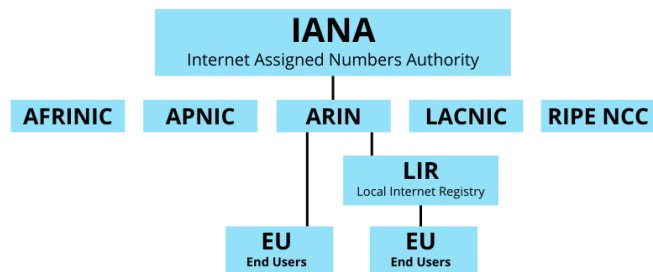 IANA
Internet Assigned Numbers Authority
AFRINIC
APNIC
ARIN
LACNIC
RIPE NCC
LIR
Local Internet Registry
EU
End Users
EU
End Users